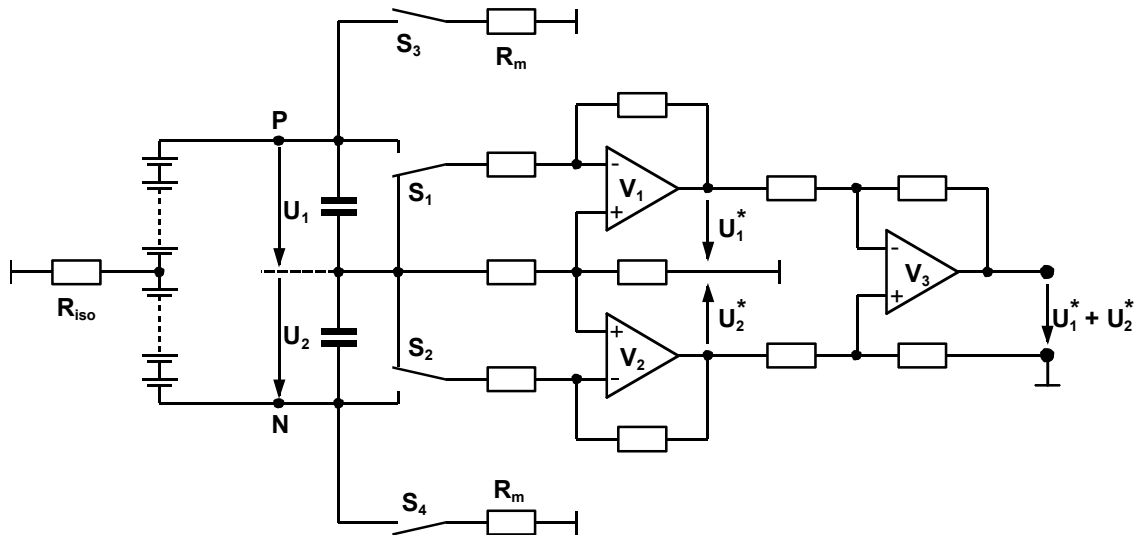 S3
Rm
P
S1
- V1 +
U1
U1*
Riso
- V3 +
U1* + U2*
U2
U2*
S2
+ V2 -
N
S4
Rm